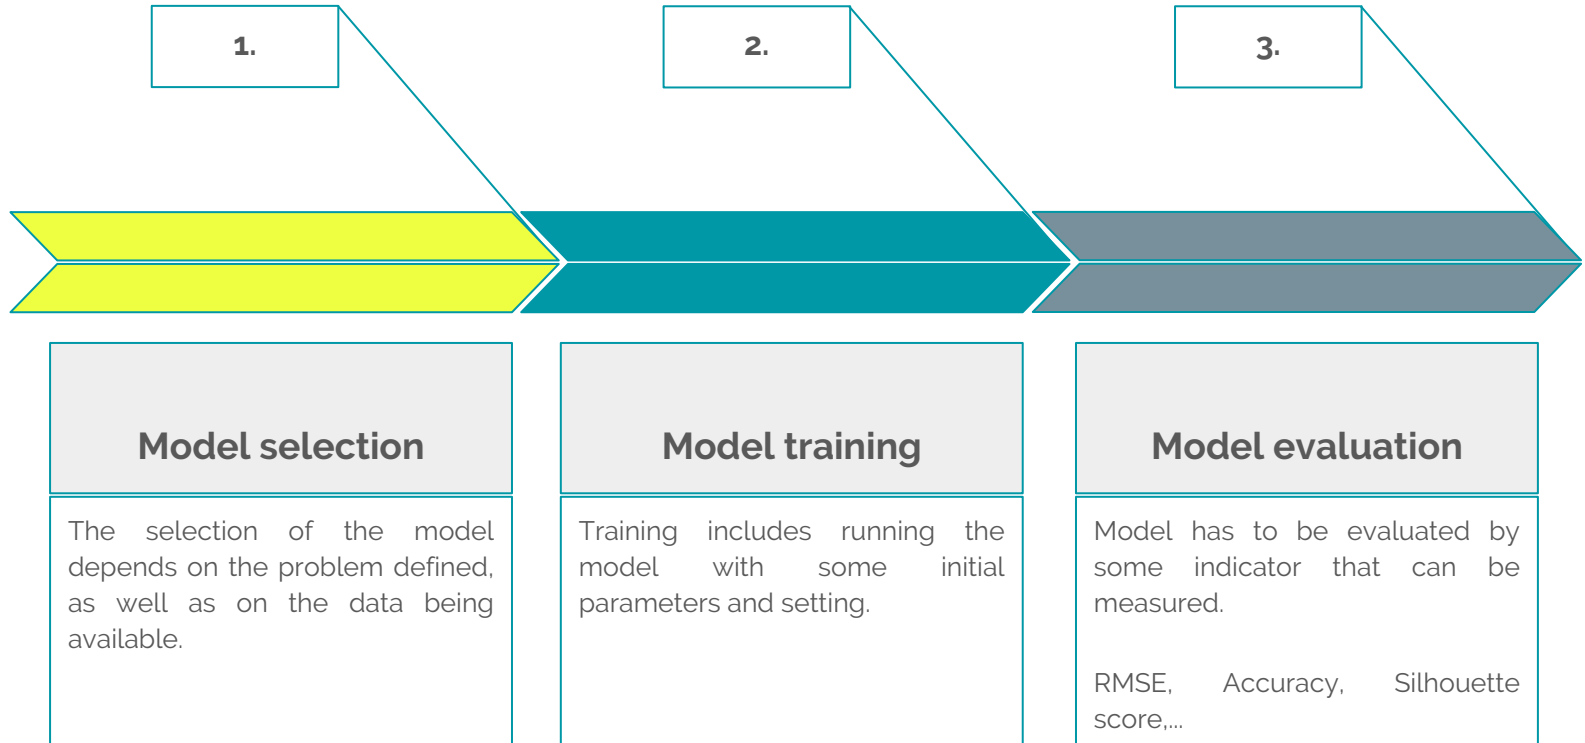 1.
2.
3.
Model selection
The selection of the model
depends on the problem defined,
as well as on the data being
available.
Model training
Training includes running the
model with some initial
parameters and setting.
Model evaluation
Model has to be evaluated by
some indicator that can be
measured.
RMSE, Accuracy, Silhouette
score,...